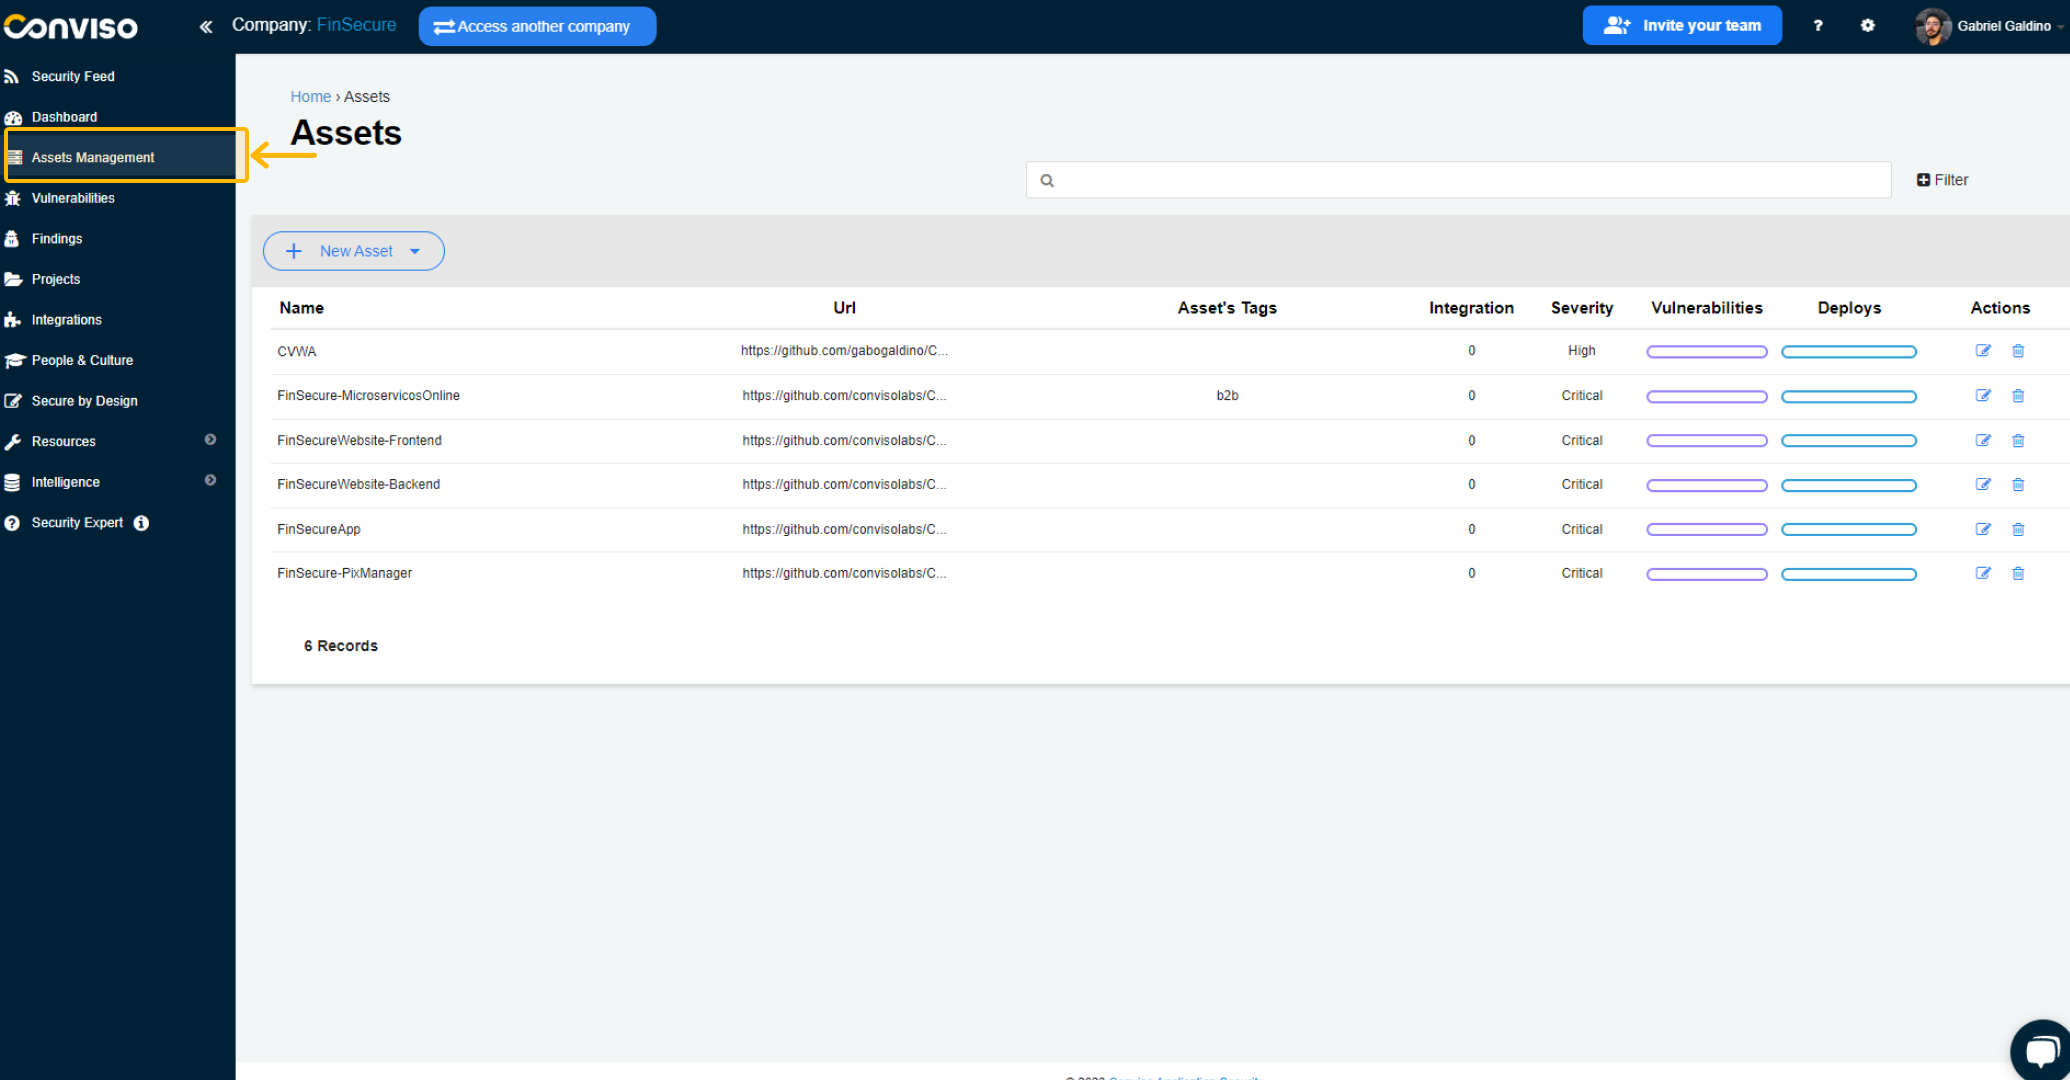 Conviso
Company: FinSecure
Access another company
Invite your team
?
Gabriel Galdino
Security Feed
Dashboard
Assets Management
Vulnerabilities
Findings
Projects
Integrations
People & Culture
Secure by Design
Resources
Intelligence
Security Expert
Home › Assets
Assets
Filter
New Asset
Name Url Asset's Tags Integration Severity Vulnerabilities Deploys Actions
CVWA https://github.com/gabogaldino/C... 0 High
FinSecure-MicroservicosOnline https://github.com/convisolabs/C... b2b 0 Critical
FinSecureWebsite-Frontend https://github.com/convisolabs/C... 0 Critical
FinSecureWebsite-Backend https://github.com/convisolabs/C... 0 Critical
FinSecureApp https://github.com/convisolabs/C... 0 Critical
FinSecure-PixManager https://github.com/convisolabs/C... 0 Critical
6 Records